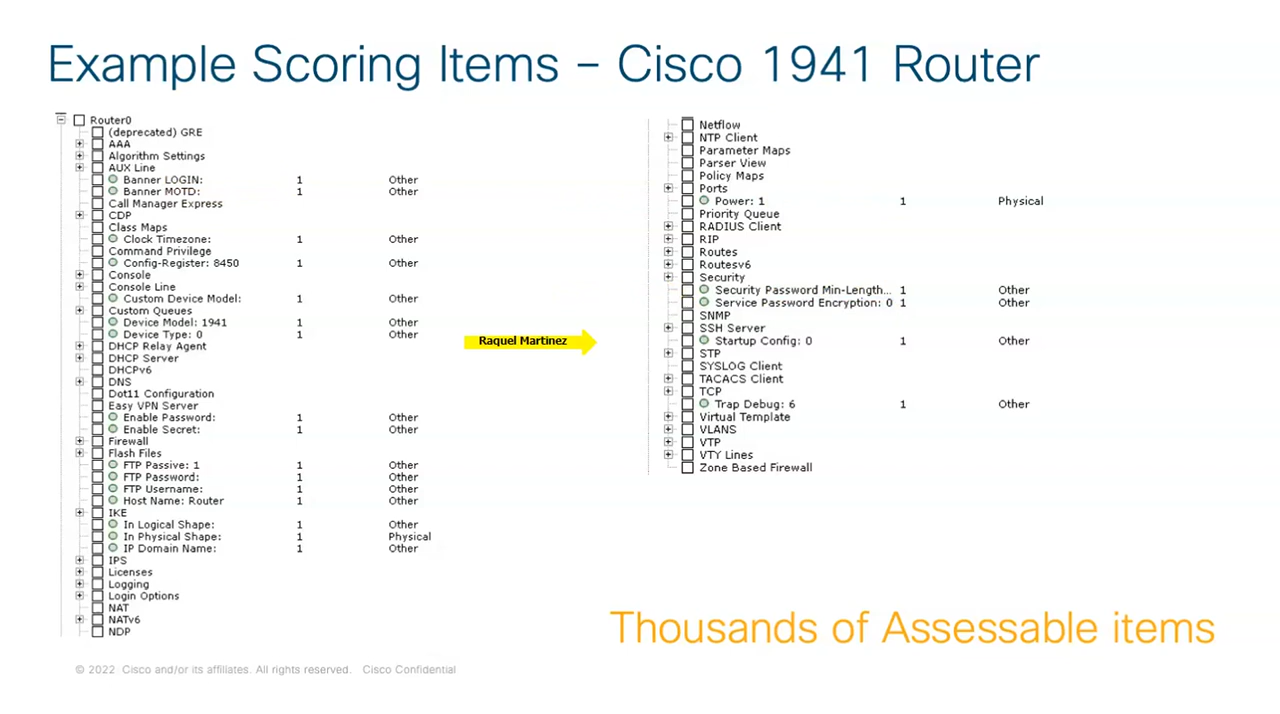 Example Scoring Items – Cisco 1941 Router
Router0
(deprecated) GRE
AAA
Algorithm Settings
AUX Line
Banner LOGIN: 1 Other
Banner MOTD: 1 Other
Call Manager Express
CDP
Class Maps
Clock Timezone: 1 Other
Command Privilege
Config-Register: 8450 1 Other
Console
Console Line
Custom Device Model: 1 Other
Custom Queues
Device Model: 1941 1 Other
Device Type: 0 1 Other
DHCP Relay Agent
DHCP Server
DHCPv6
DNS
Dot11 Configuration
Easy VPN Server
Enable Password: 1 Other
Enable Secret: 1 Other
Firewall
Flash Files
FTP Passive: 1 1 Other
FTP Password: 1 Other
FTP Username: 1 Other
Host Name: Router 1 Other
IKE
In Logical Shape: 1 Other
In Physical Shape: 1 Physical
IP Domain Name: 1 Other
IPS
Licenses
Logging
Login Options
NAT
NATv6
NDP
Raquel Martinez
Netflow
NTP Client
Parameter Maps
Parser View
Policy Maps
Ports
Power: 1 1 Physical
Priority Queue
RADIUS Client
RIP
Routes
Routesv6
Security
Security Password Min-Length... 1 Other
Service Password Encryption: 0 1 Other
SNMP
SSH Server
Startup Config: 0 1 Other
STP
SYSLOG Client
TACACS Client
TCP
Trap Debug: 6 1 Other
Virtual Template
VLANS
VTP
VTY Lines
Zone Based Firewall
Thousands of Assessable items
© 2022 Cisco and/or its affiliates. All rights reserved. Cisco Confidential